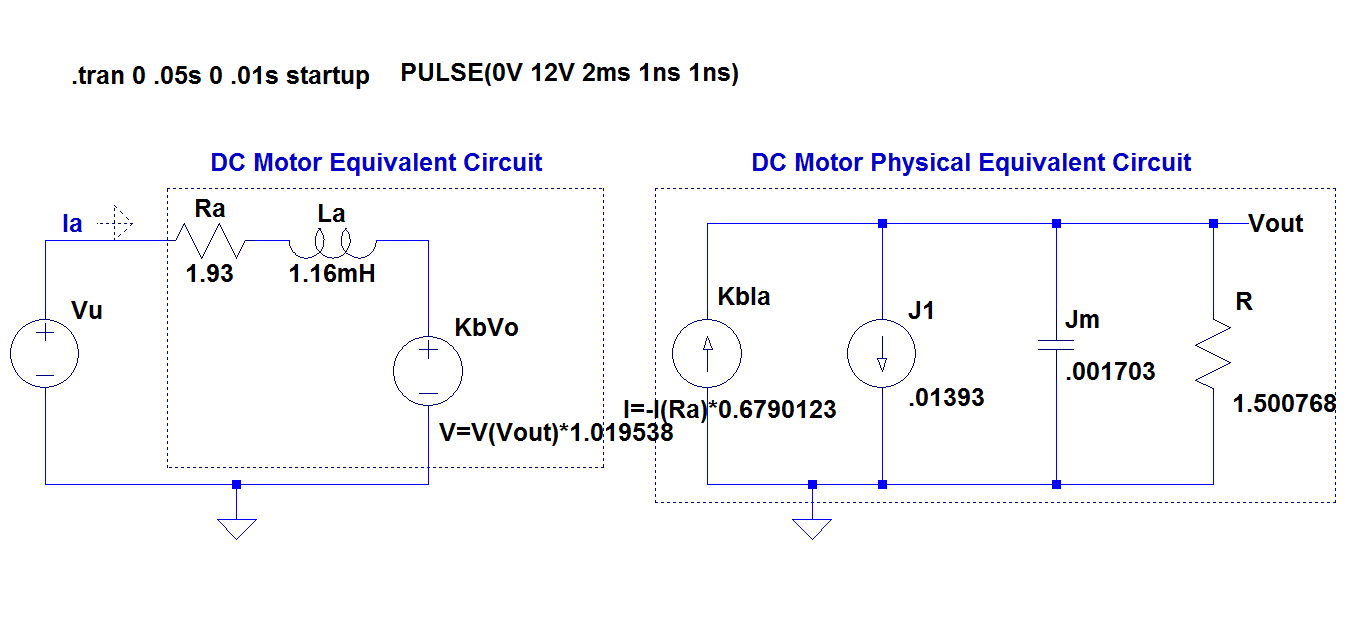 .tran 0 .05s 0 .01s startup
PULSE(0V 12V 2ms 1ns 1ns)
DC Motor Equivalent Circuit
DC Motor Physical Equivalent Circuit
Ia
Ra
La
1.93
1.16mH
Vu
KbVo
V=V(Vout)*1.019538
Vout
KbIa
I=-I(Ra)*0.6790123
J1
.01393
Jm
.001703
R
1.500768